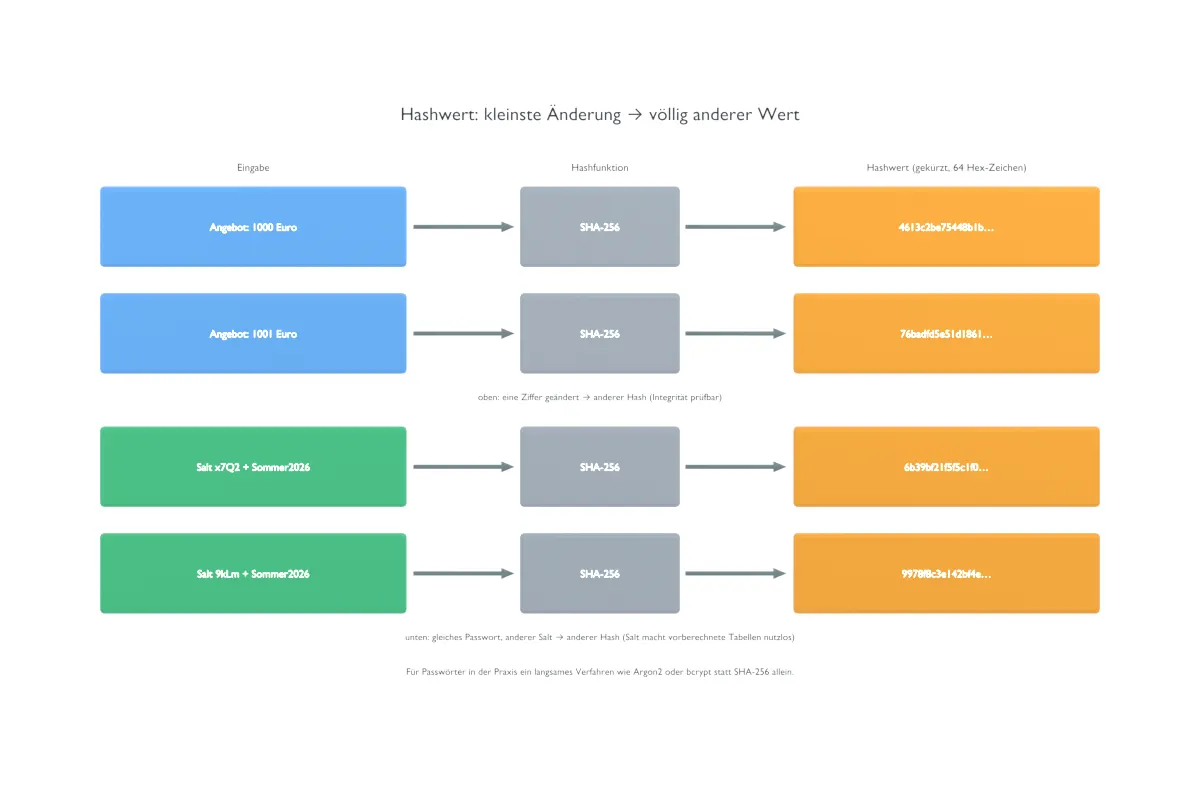 Hashwert: kleinste Änderung → völlig anderer Wert
Eingabe
Hashfunktion
Hashwert (gekürzt, 64 Hex-Zeichen)
Angebot: 1000 Euro
SHA-256
4613c2be75448b1b…
Angebot: 1001 Euro
SHA-256
76badfd5e51d1861…
oben: eine Ziffer geändert → anderer Hash (Integrität prüfbar)
Salt x7Q2 + Sommer2026
SHA-256
6b39bf21f5f5c1f0…
Salt 9kLm + Sommer2026
SHA-256
9978f8c3e142bf4e…
unten: gleiches Passwort, anderer Salt → anderer Hash (Salt macht vorberechnete Tabellen nutzlos)
Für Passwörter in der Praxis ein langsames Verfahren wie Argon2 oder bcrypt statt SHA-256 allein.